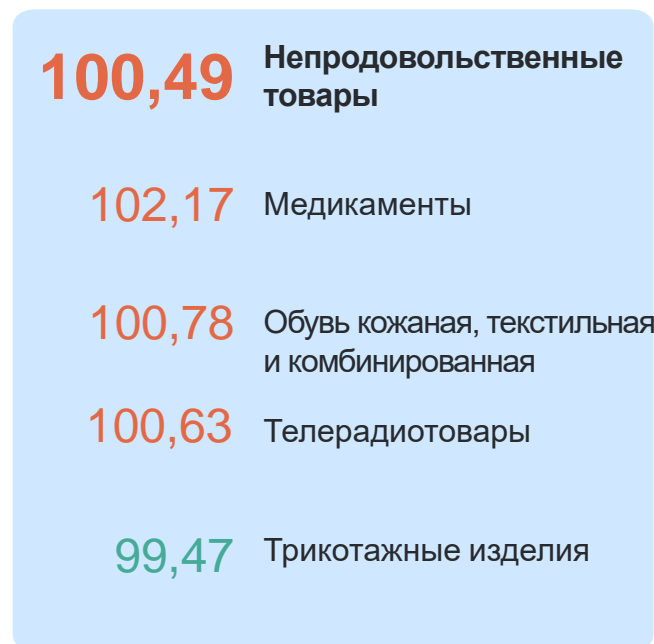 100,49 Непродовольственные
товары
102,17 Медикаменты
100,78 Обувь кожаная, текстильная
и комбинированная
100,63 Телерадиотовары
99,47 Трикотажные изделия